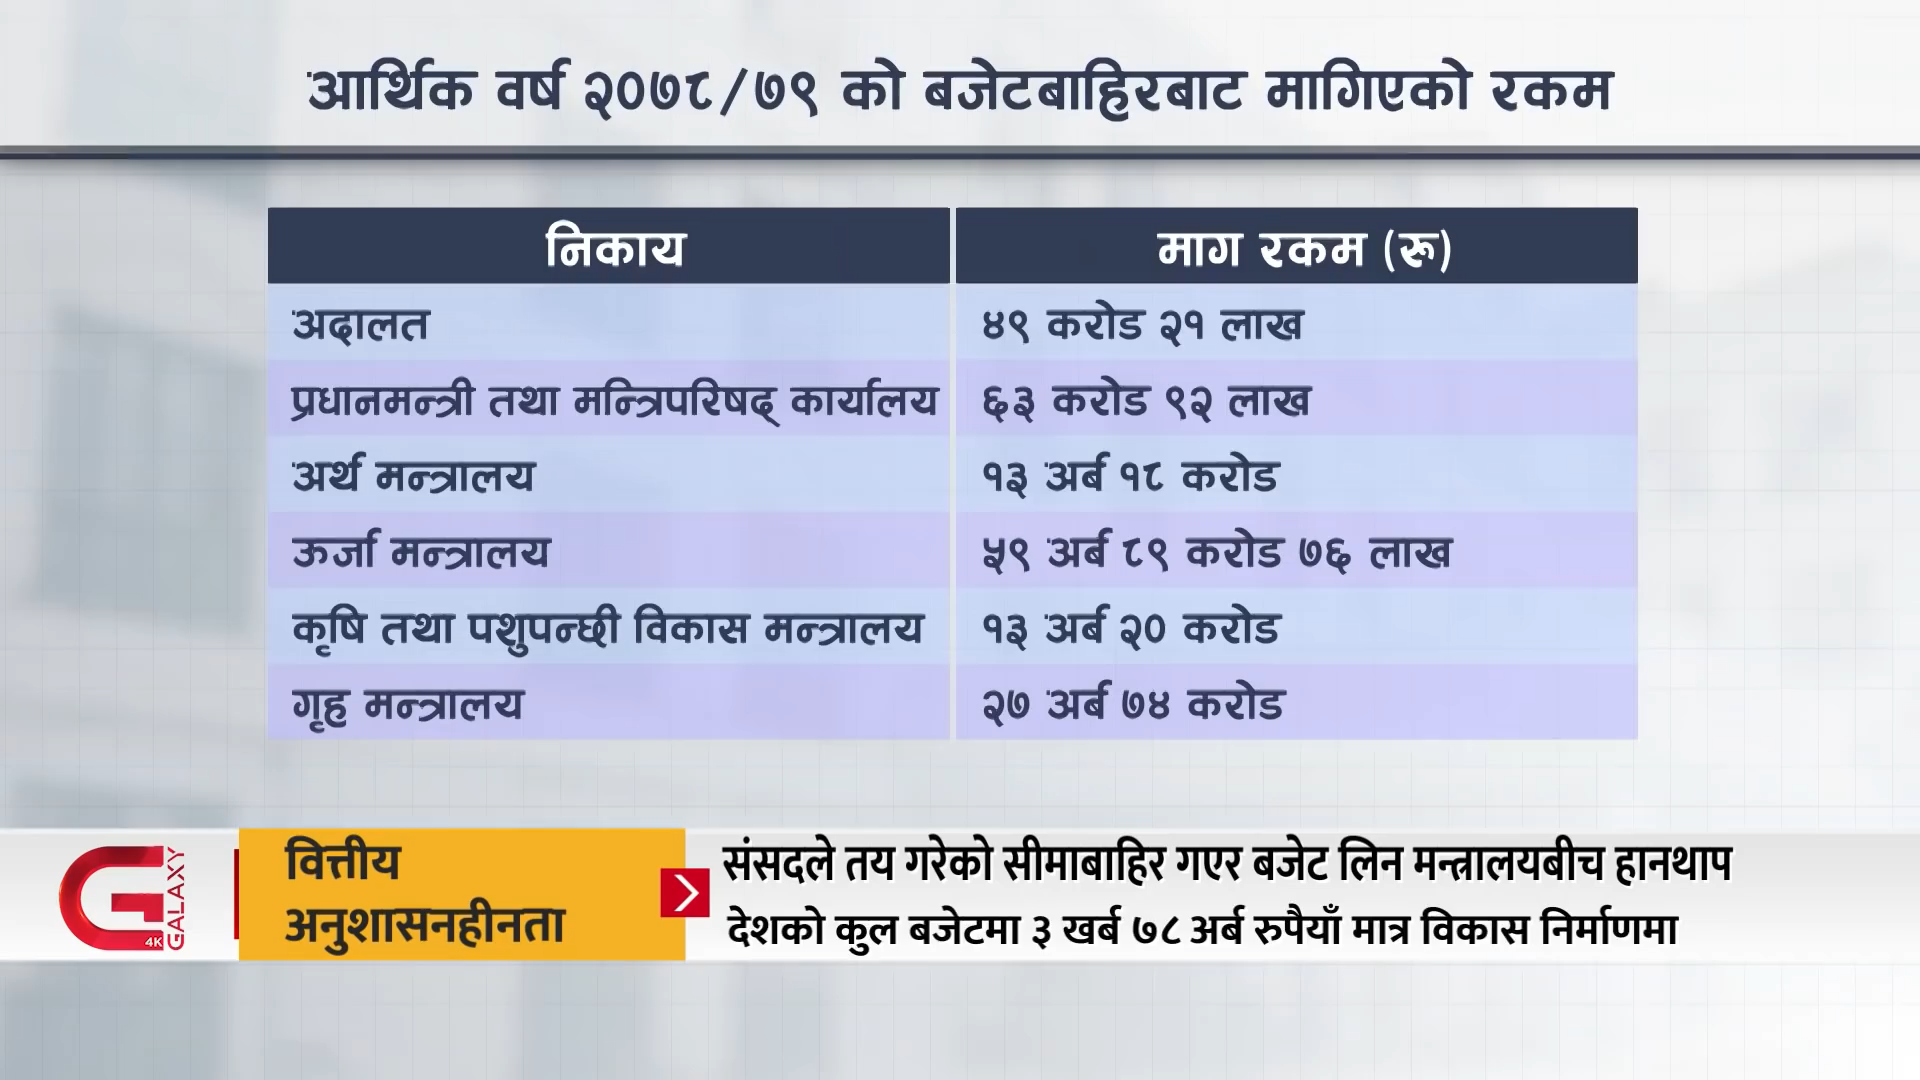 आर्थिक वर्ष २०७८/७९ को बजेटबाहिरबाट मागिएको रकम
निकाय माग रकम (रू)
अदालत ४९ करोड २१ लाख
प्रधानमन्त्री तथा मन्त्रिपरिषद् कार्यालय ६३ करोड ९२ लाख
अर्थ मन्त्रालय १३ अर्ब १८ करोड
ऊर्जा मन्त्रालय ५९ अर्ब ८९ करोड ७६ लाख
कृषि तथा पशुपन्छी विकास मन्त्रालय १३ अर्ब २० करोड
गृह मन्त्रालय २७ अर्ब ७४ करोड
G 4K GALAXY
वित्तीय
अनुशासनहीनता
संसदले तय गरेको सीमाबाहिर गएर बजेट लिन मन्त्रालयबीच हानथाप
देशको कुल बजेटमा ३ खर्ब ७८ अर्ब रुपैयाँ मात्र विकास निर्माणमा